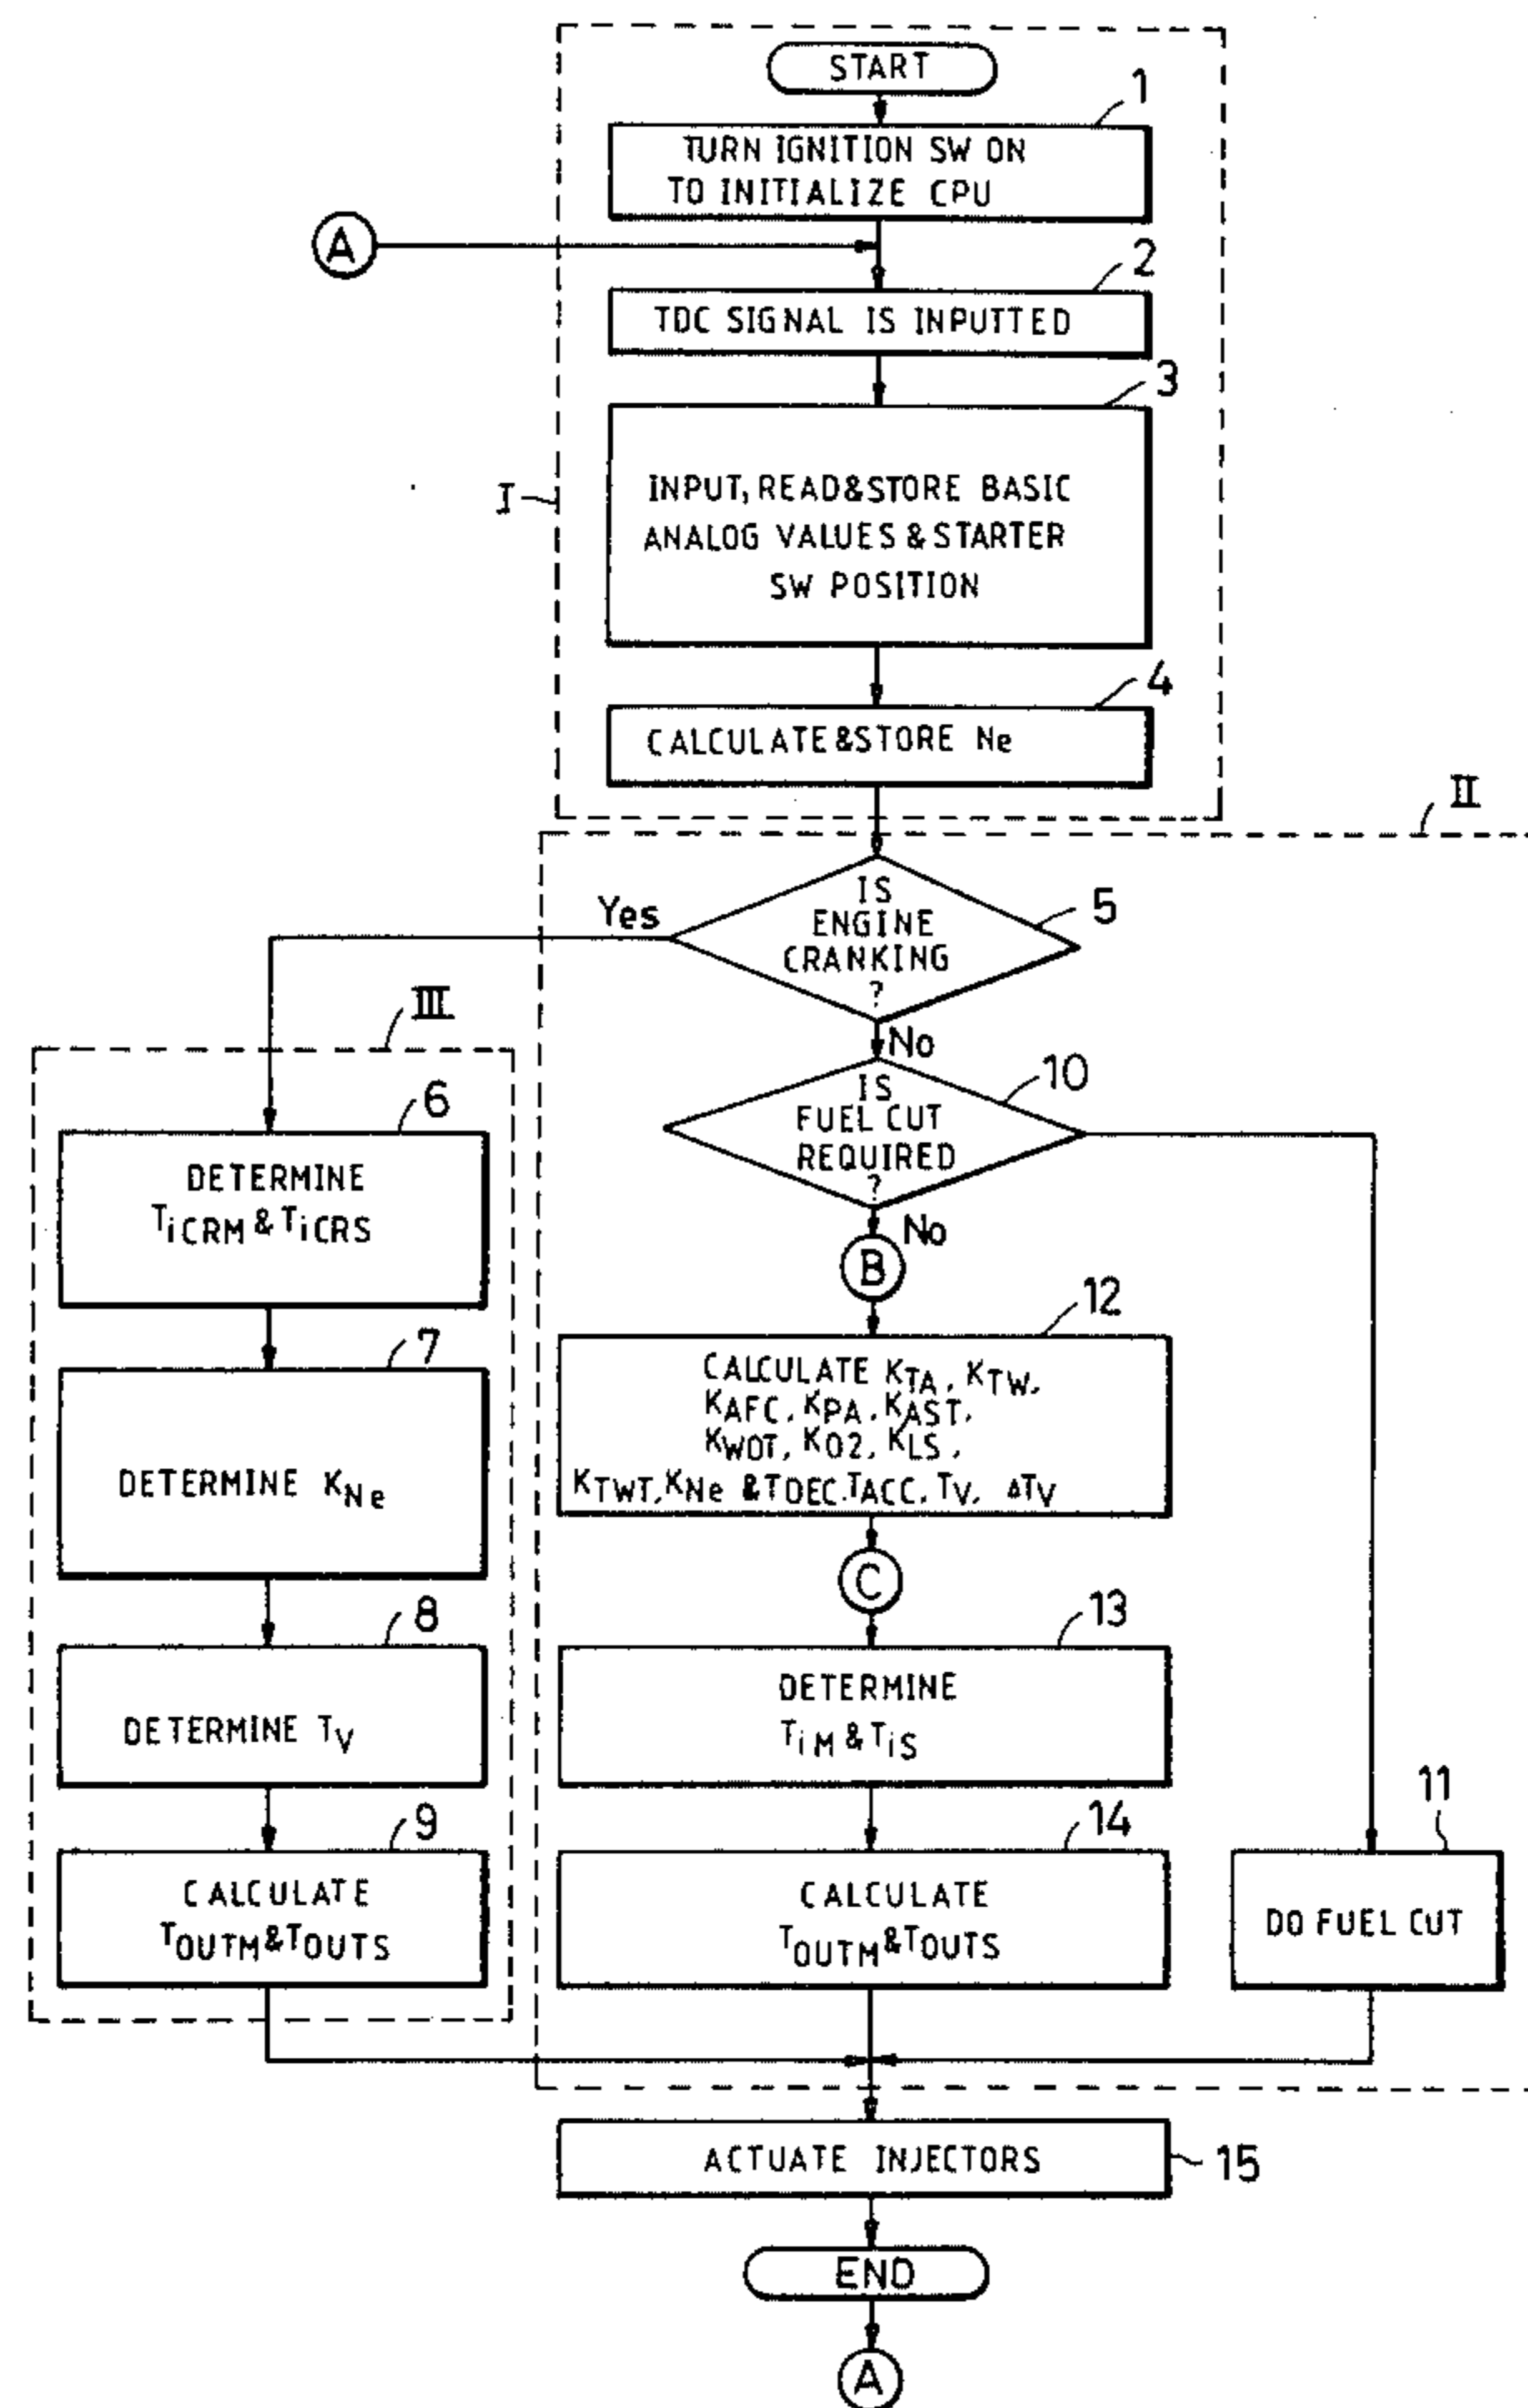 START
1
TURN IGNITION SW ON
TO INITIALIZE CPU
A
2
TDC SIGNAL IS INPUTTED
3
INPUT, READ&STORE BASIC
ANALOG VALUES & STARTER
SW POSITION
I
4
CALCULATE&STORE Ne
II
IS
ENGINE
CRANKING
?
5
Yes
No
III
IS
FUEL CUT
REQUIRED
?
10
No
B
6
DETERMINE
TiCRM & TiCRS
7
DETERMINE KNe
8
DETERMINE TV
9
CALCULATE
TOUTM&TOUTS
12
CALCULATE KTA, KTW,
KAFC, KPA, KAST,
KWOT, KO2, KLS,
KTWT, KNe & TDEC, TACC, TV, ΔTV
C
13
DETERMINE
TiM & TiS
14
CALCULATE
TOUTM&TOUTS
11
DO FUEL CUT
ACTUATE INJECTORS
15
END
A